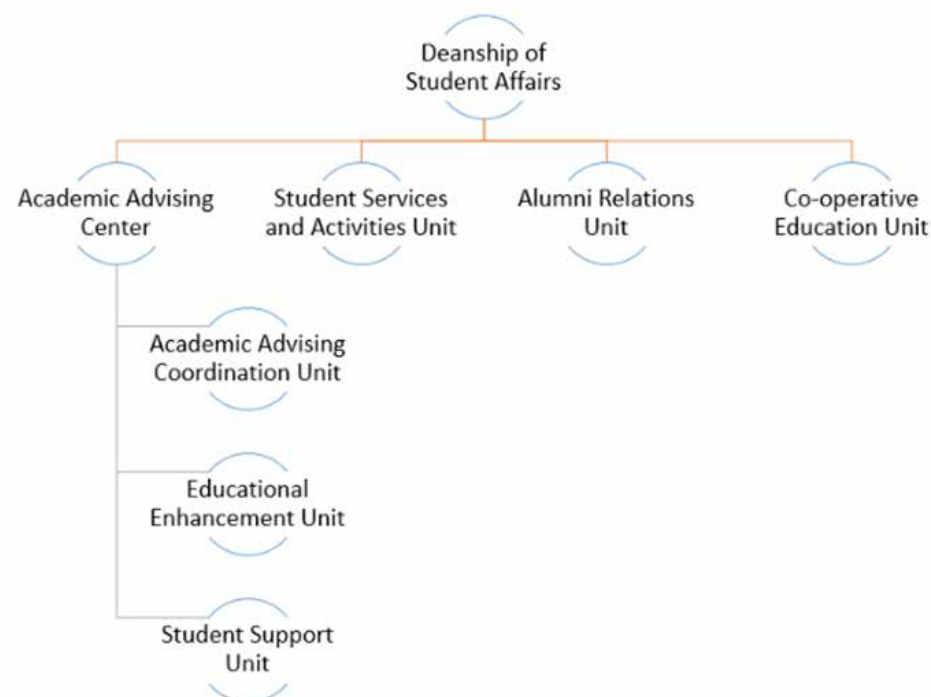 Deanship of
Student Affairs
Academic Advising
Center
Student Services
and Activities Unit
Alumni Relations
Unit
Co-operative
Education Unit
Academic Advising
Coordination Unit
Educational
Enhancement Unit
Student Support
Unit